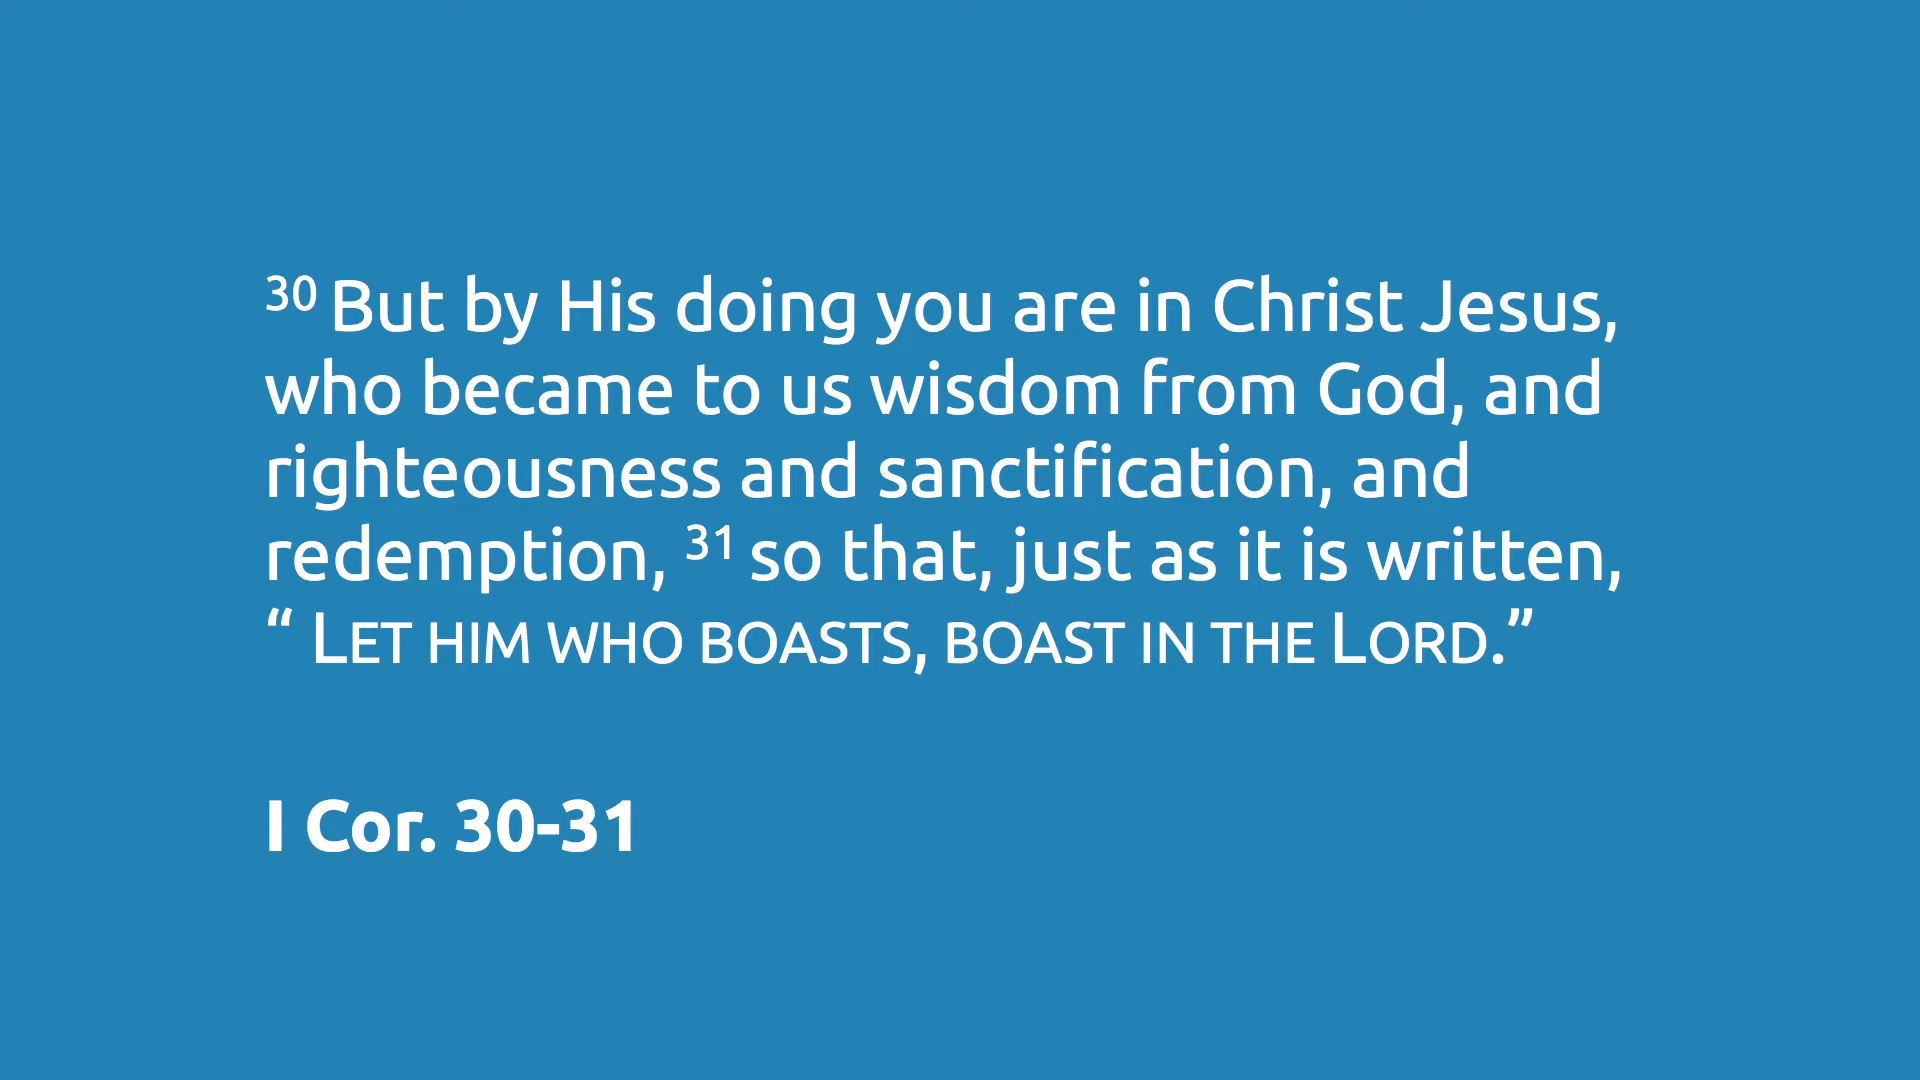 30 But by His doing you are in Christ Jesus,
who became to us wisdom from God, and
righteousness and sanctification, and
redemption, 31 so that, just as it is written,
“ LET HIM WHO BOASTS, BOAST IN THE LORD.”
I Cor. 30-31